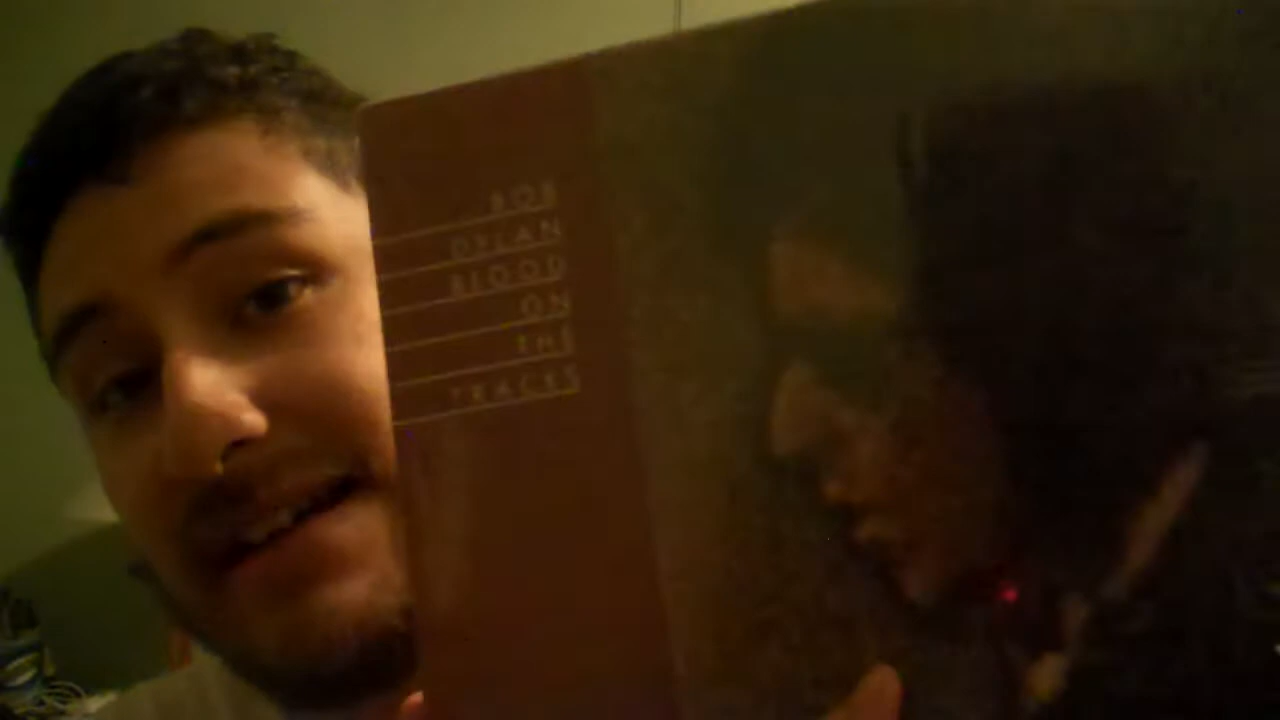 BOB
DYLAN
BLOOD
ON
THE
TRACKS